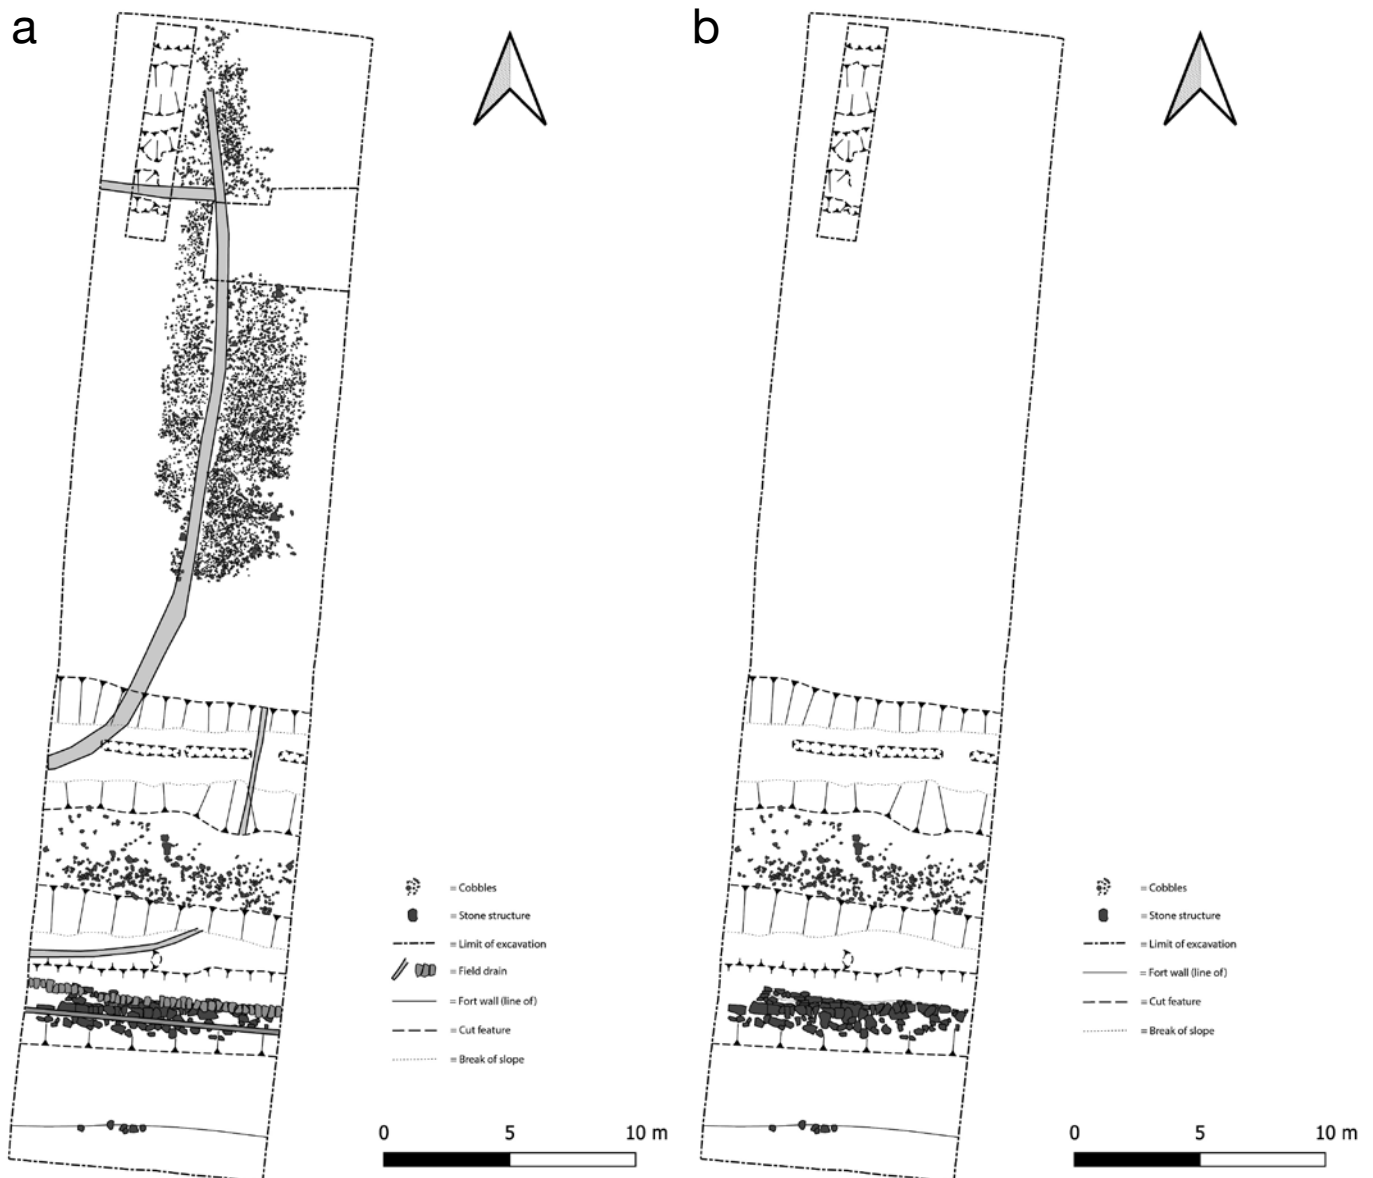 a
= Cobbles
= Stone structure
= Limit of excavation
= Field drain
= Fort wall (line of)
= Cut feature
= Break of slope
0 5 10 m
b
= Cobbles
= Stone structure
= Limit of excavation
= Fort wall (line of)
= Cut feature
= Break of slope
0 5 10 m